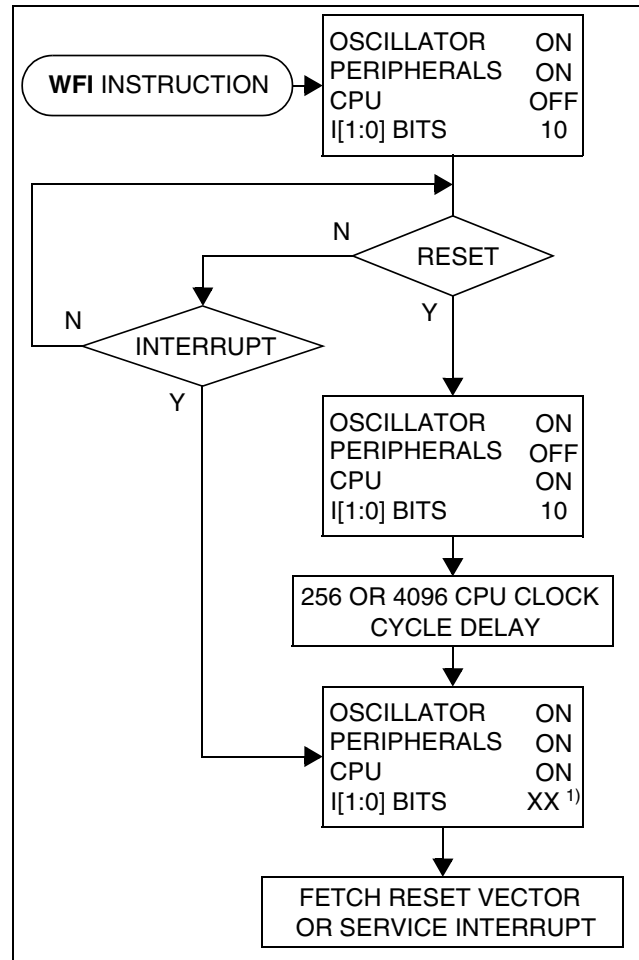 WFI INSTRUCTION
OSCILLATOR ON
PERIPHERALS ON
CPU OFF
I[1:0] BITS 10
N
RESET
Y
N
INTERRUPT
Y
OSCILLATOR ON
PERIPHERALS OFF
CPU ON
I[1:0] BITS 10
256 OR 4096 CPU CLOCK
CYCLE DELAY
OSCILLATOR ON
PERIPHERALS ON
CPU ON
I[1:0] BITS XX 1)
FETCH RESET VECTOR
OR SERVICE INTERRUPT